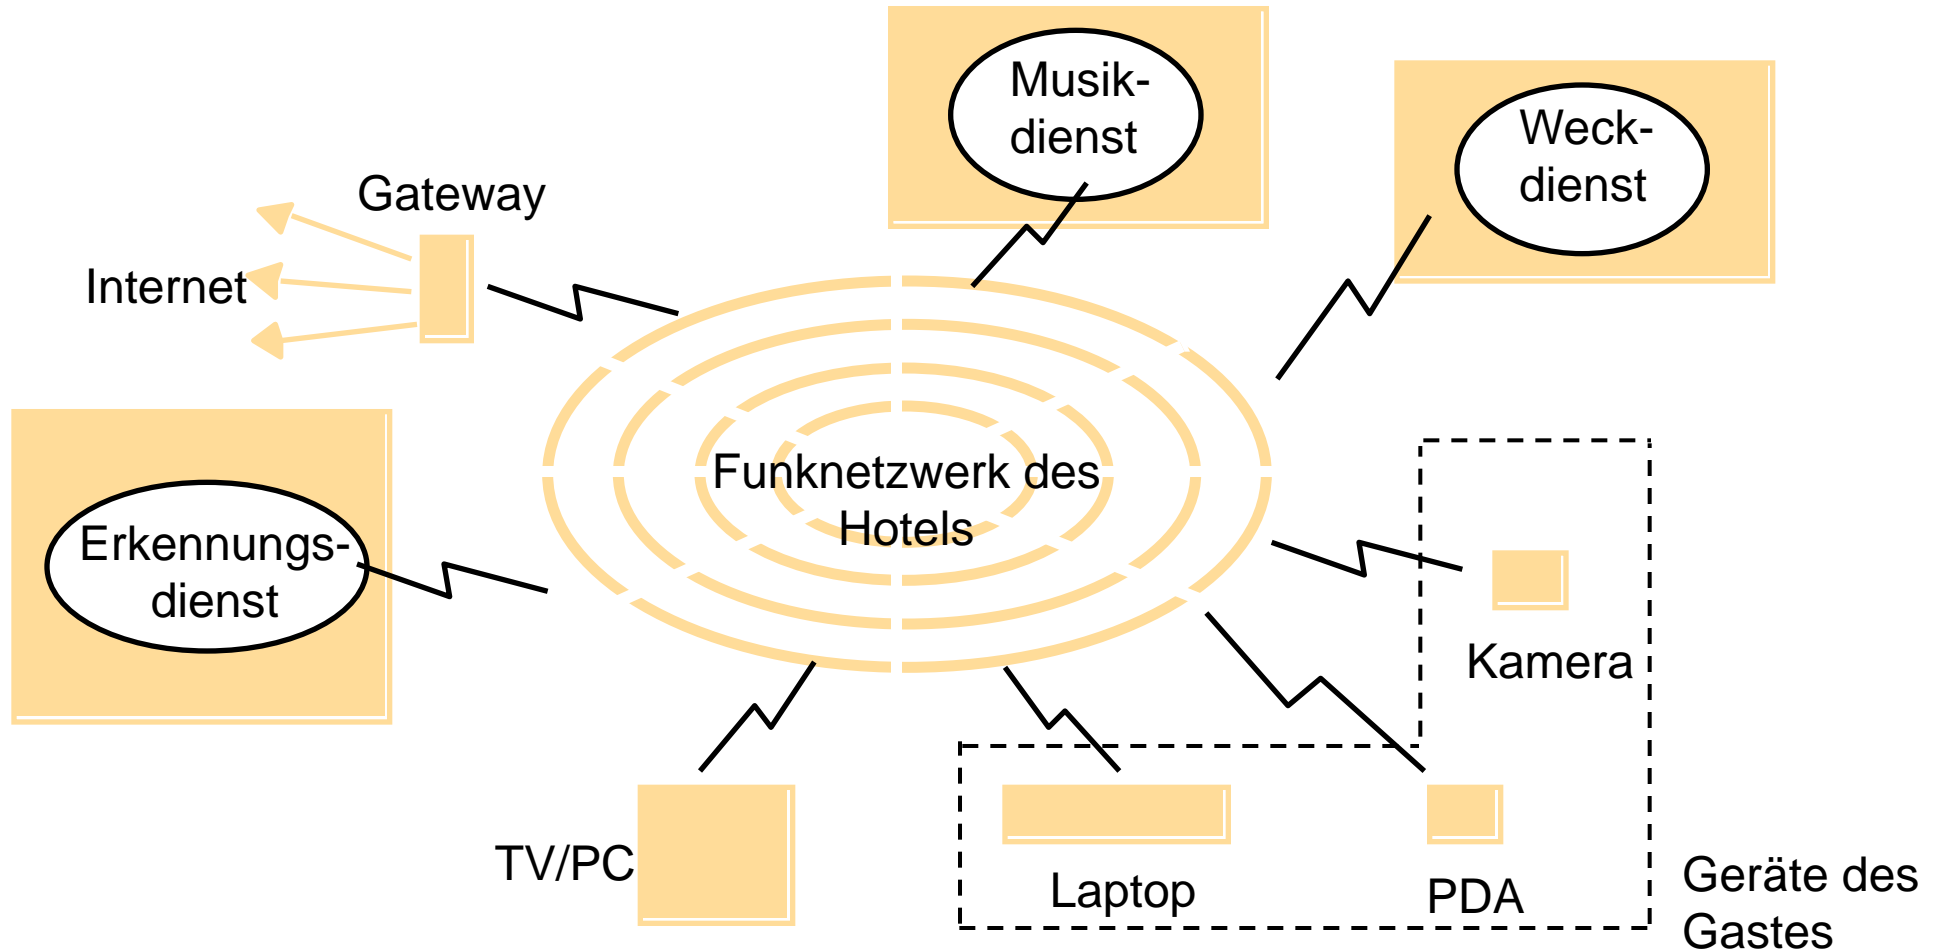 Musik-
dienst
Weck-
dienst
Gateway
Internet
Funknetzwerk des
Hotels
Erkennungs-
dienst
Kamera
TV/PC
Laptop
PDA
Geräte des
Gastes